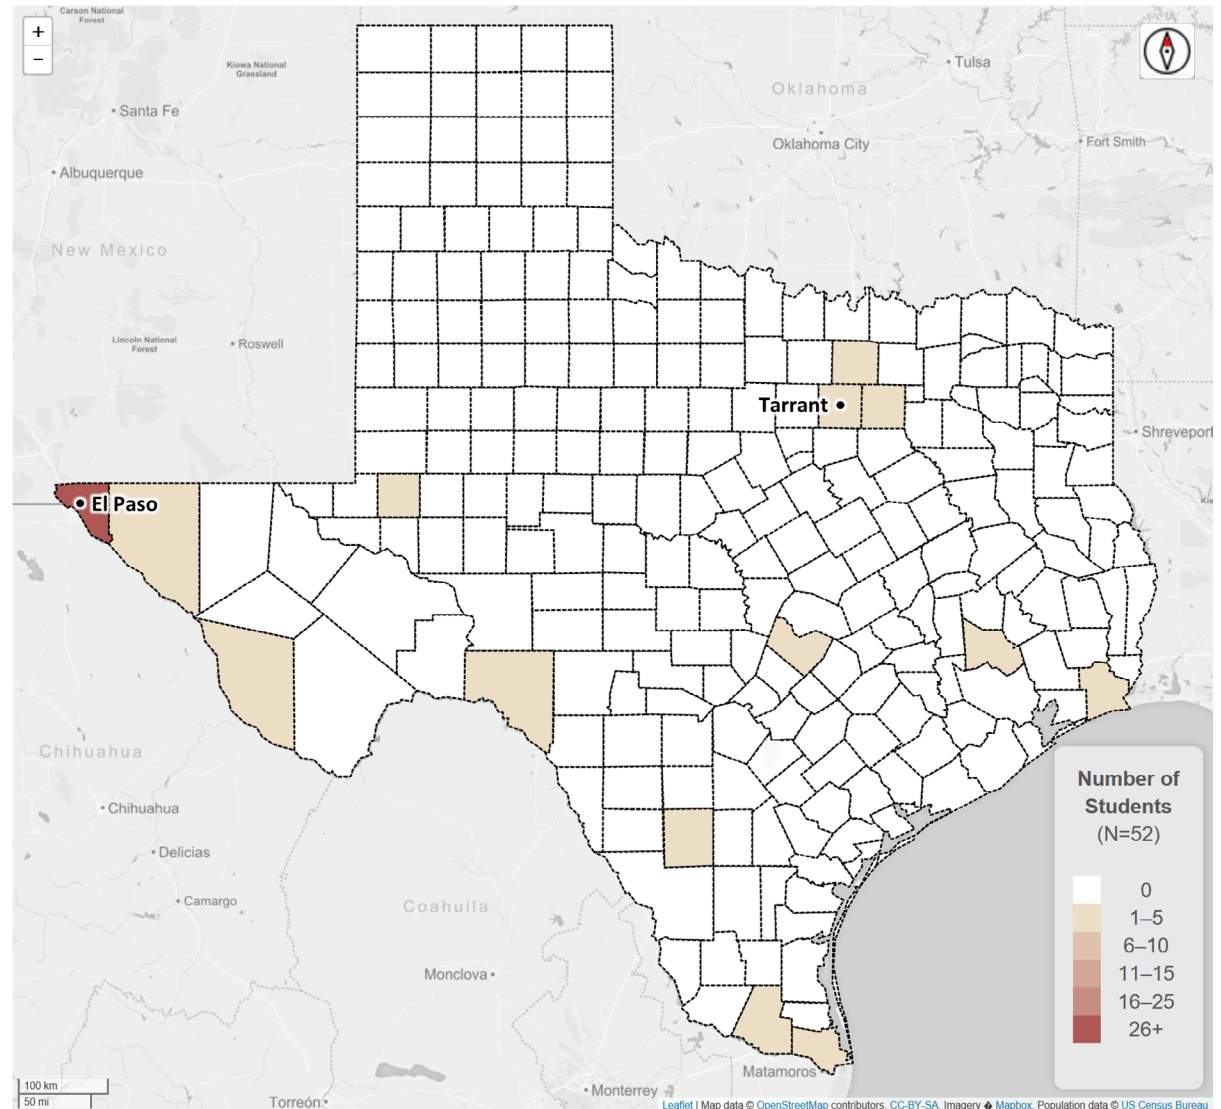 Carson National
Forest
+
−
Kiowa National
Grassland
Tulsa
Oklahoma
Santa Fe
Oklahoma City
Fort Smith
Albuquerque
New Mexico
Lincoln National
Forest
Roswell
Tarrant
Shreveport
El Paso
Chihuahua
Number of
Students
(N=52)
Chihuahua
Delicias
0
Camargo
Coahuila
1–5
6–10
Monclova
11–15
16–25
26+
Matamoros
100 km
50 mi
Monterrey
Torreón
Leaflet | Map data © OpenStreetMap contributors, CC-BY-SA, Imagery � Mapbox, Population data © US Census Bureau